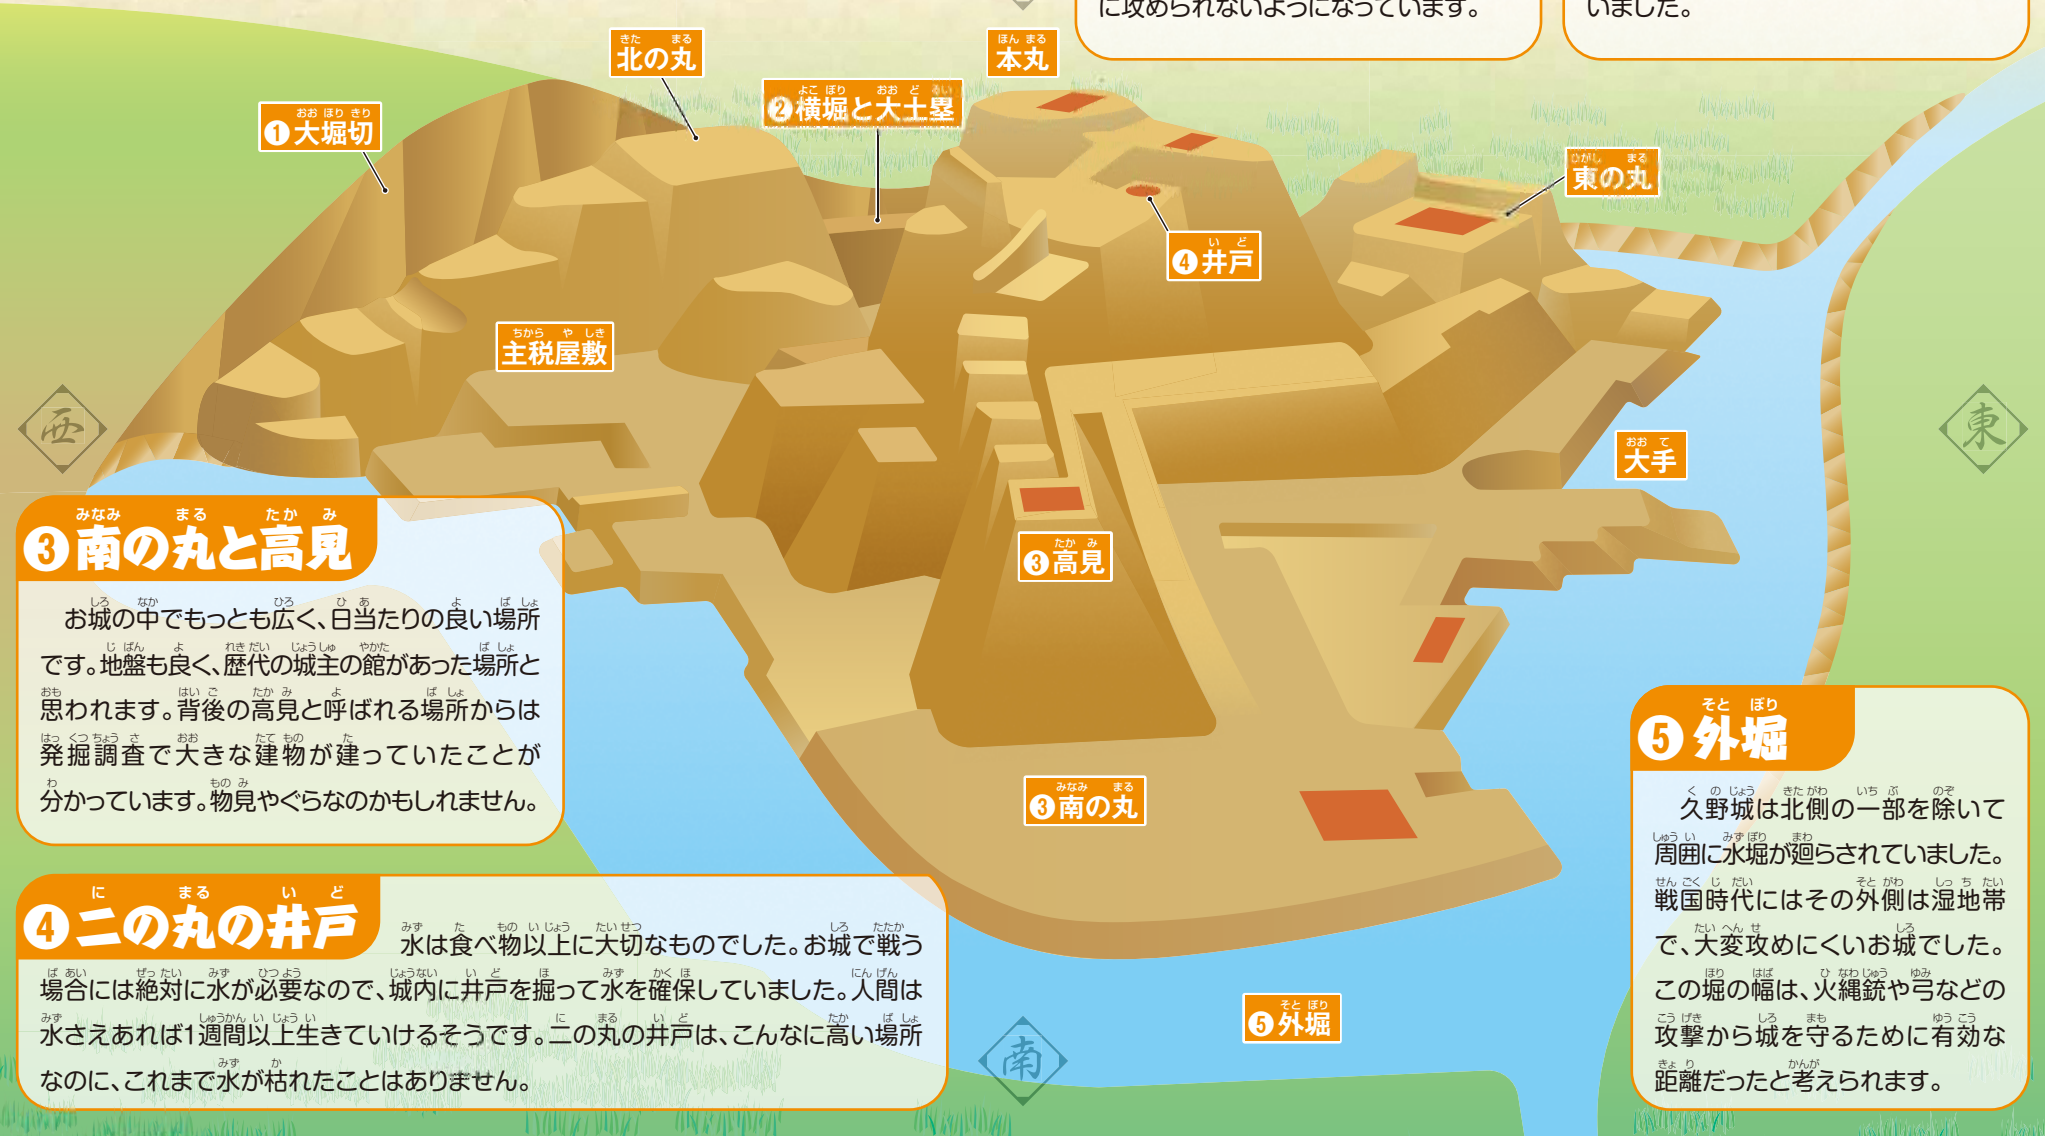 に攻められないようになっています。
いました。
北の丸
本丸
❷横堀と大土塁
❶大堀切
東の丸
❹井戸
主税屋敷
西
東
大手
❸南の丸と高見
お城の中でもっとも広く、日当たりの良い場所
です。地盤も良く、歴代の城主の館があった場所と
思われます。背後の高見と呼ばれる場所からは
発掘調査で大きな建物が建っていたことが
分かっています。物見やぐらなのかもしれません。
❸高見
❸南の丸
❹二の丸の井戸
水は食べ物以上に大切なものでした。お城で戦う
場合には絶対に水が必要なので、城内に井戸を掘って水を確保していました。人間は
水さえあれば1週間以上生きていけるそうです。二の丸の井戸は、こんなに高い場所
なのに、これまで水が枯れたことはありません。
南
❺外堀
❺外堀
久野城は北側の一部を除いて
周囲に水堀が廻らされていました。
戦国時代にはその外側は湿地帯
で、大変攻めにくいお城でした。
この堀の幅は、火縄銃や弓などの
攻撃から城を守るために有効な
距離だったと考えられます。